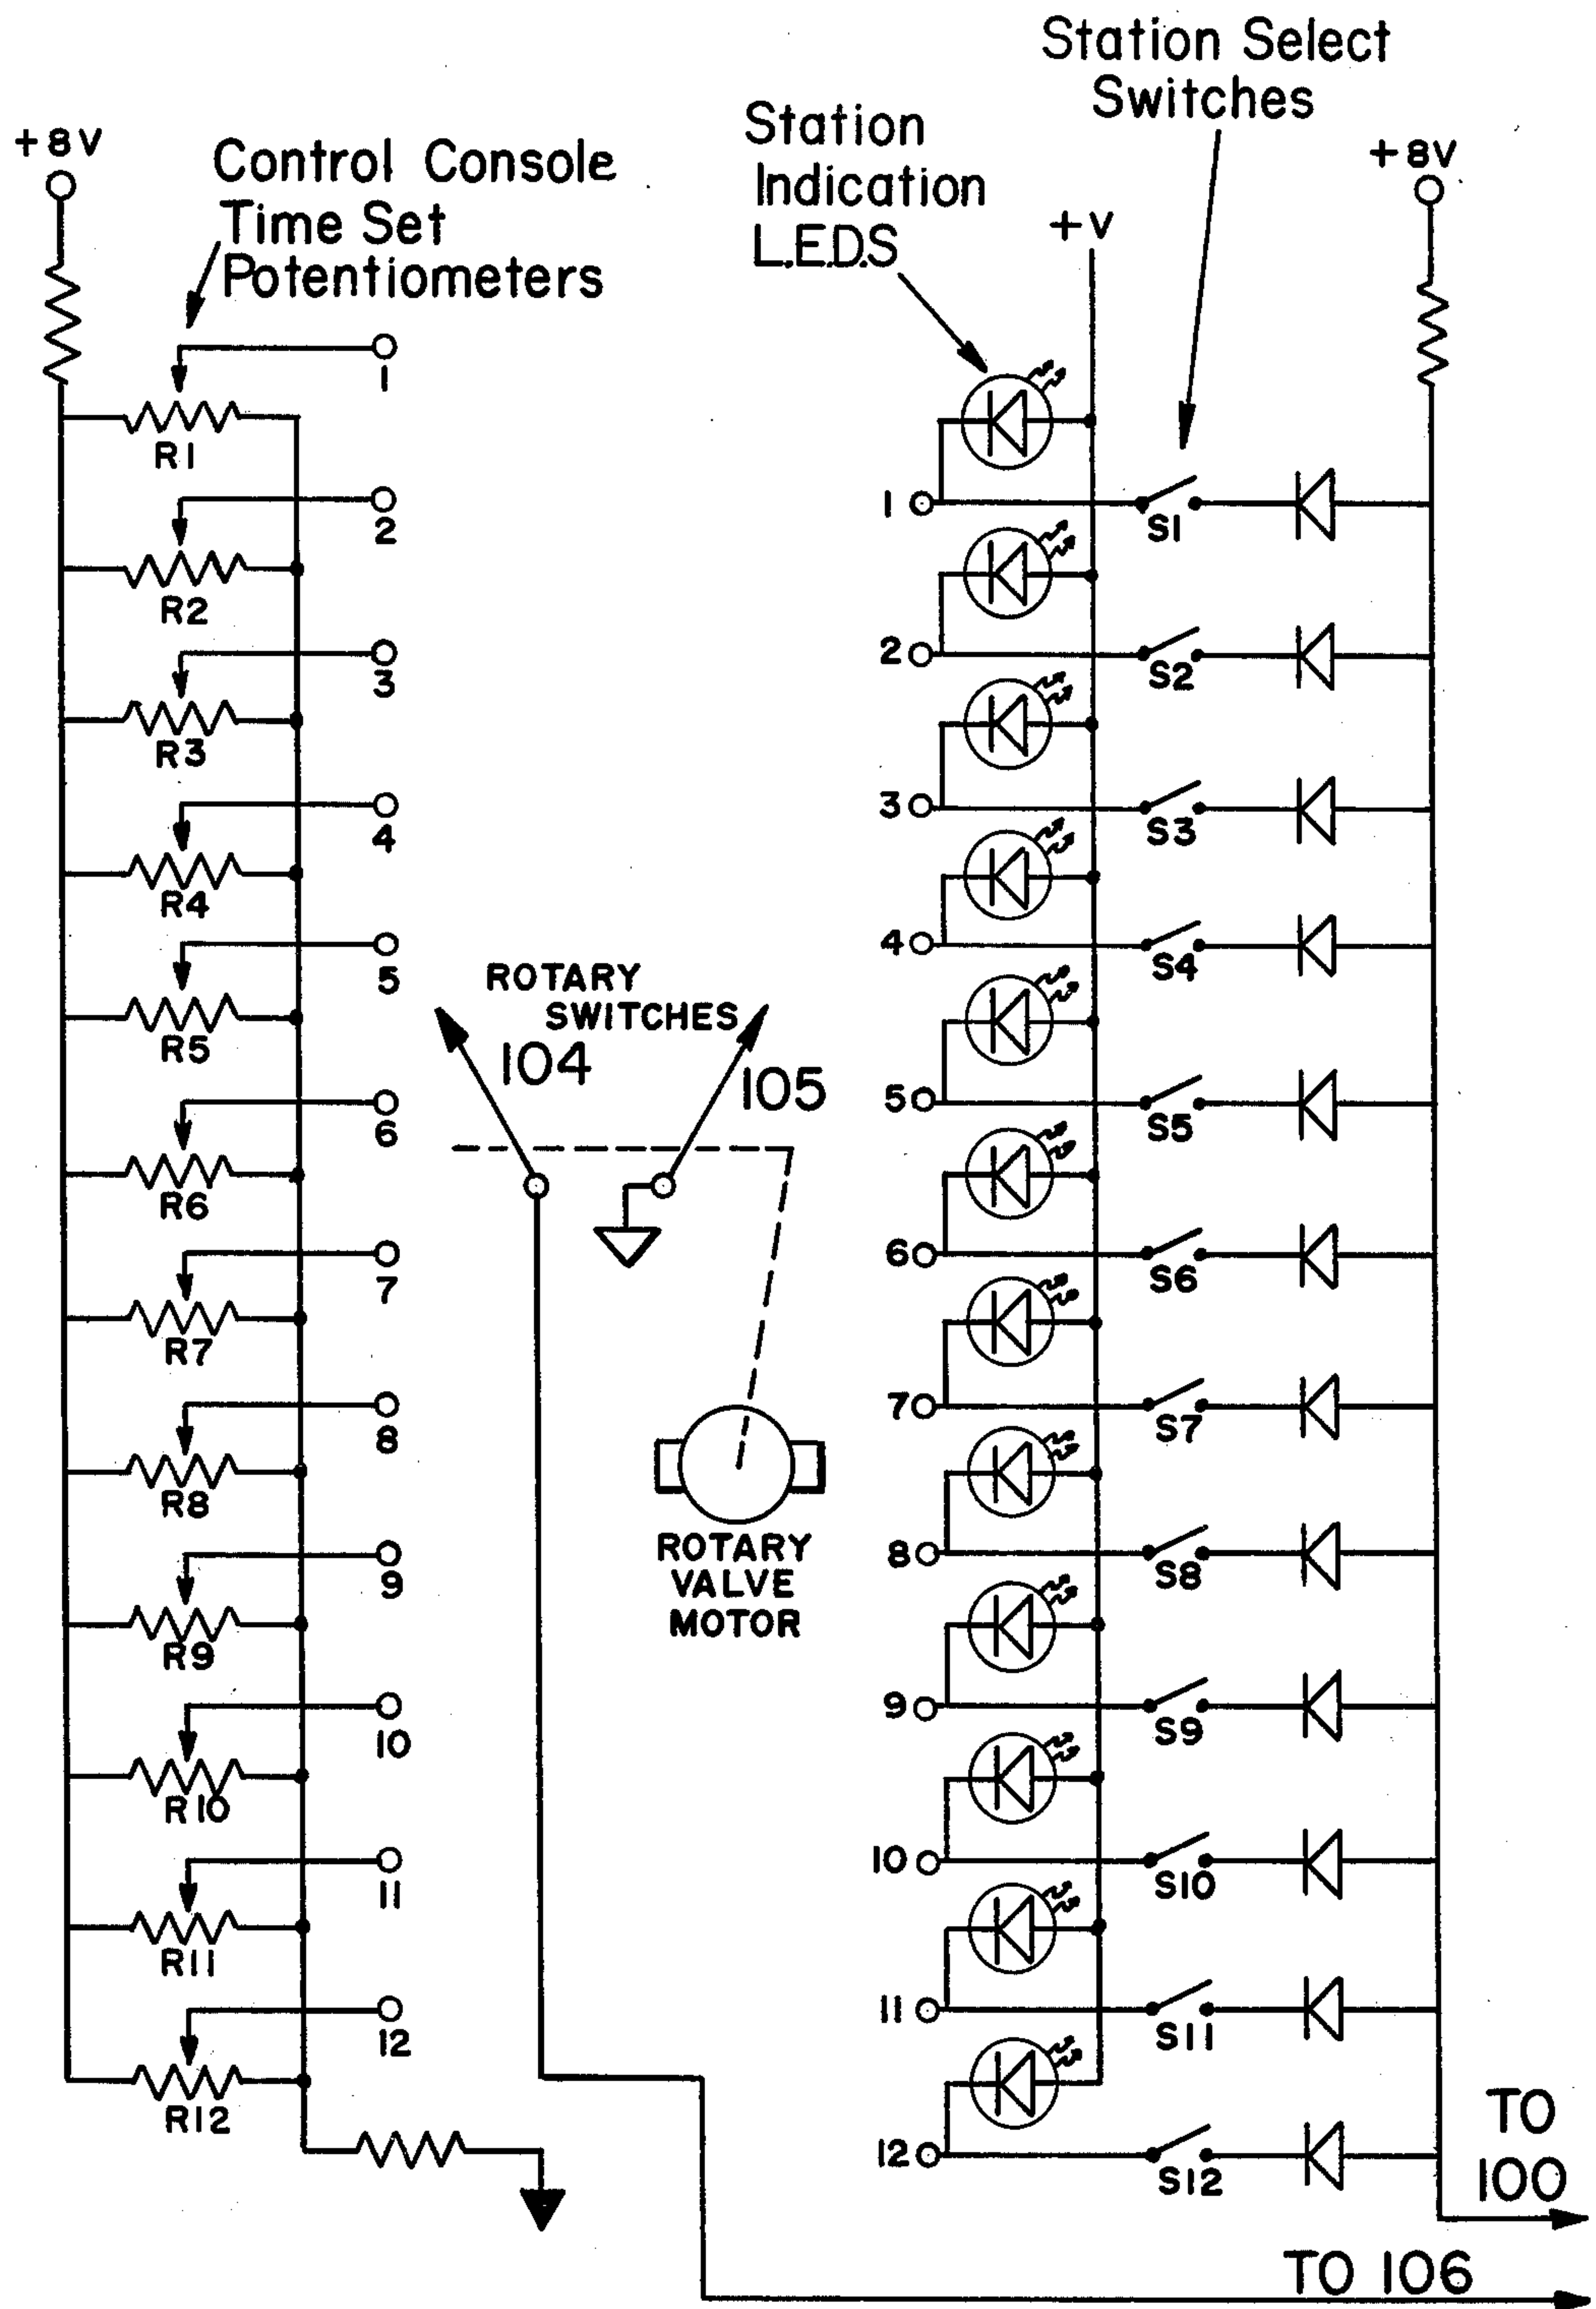 Station Select
Switches
Station
Indication
L.E.D.S
+8V
Control Console
Time Set
Potentiometers
+8V
+V
1
R1
2
R2
3
R3
4
R4
5
R5
6
R6
7
R7
8
R8
9
R9
10
R10
11
R11
12
R12
ROTARY
SWITCHES
104
105
ROTARY
VALVE
MOTOR
1
S1
2
S2
3
S3
4
S4
5
S5
6
S6
7
S7
8
S8
9
S9
10
S10
11
S11
12
S12
TO
100
TO 106